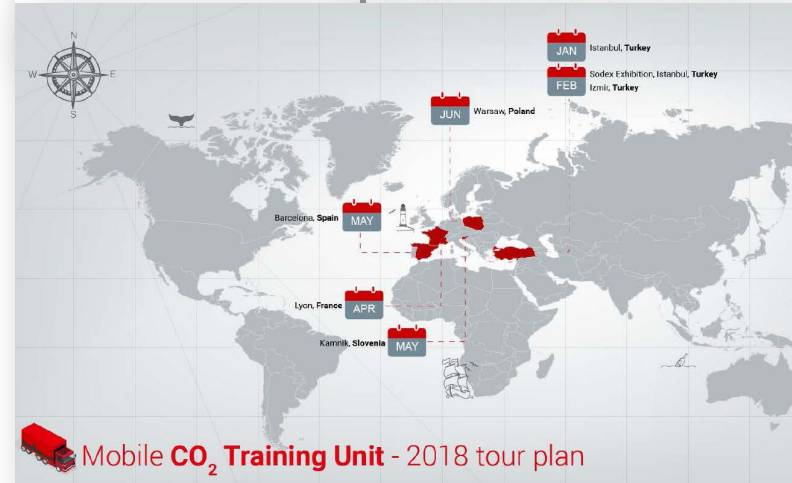 N
W
E
S
JAN
Istanbul, Turkey
FEB
Sodex Exhibition, Istanbul, Turkey
Izmir, Turkey
JUN
Warsaw, Poland
Barcelona, Spain
MAY
Lyon, France
APR
Kamnik, Slovenia
MAY
Mobile CO2 Training Unit - 2018 tour plan